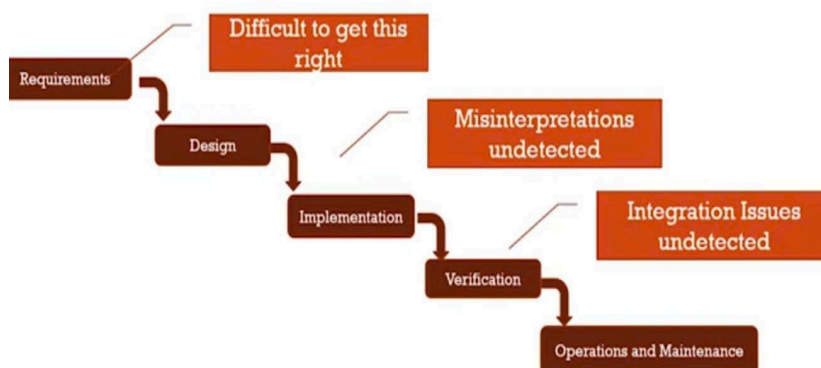 Difficult to get this
right
Requirements
Misinterpretations
undetected
Design
Integration Issues
undetected
Implementation
Verification
Operations and Maintenance